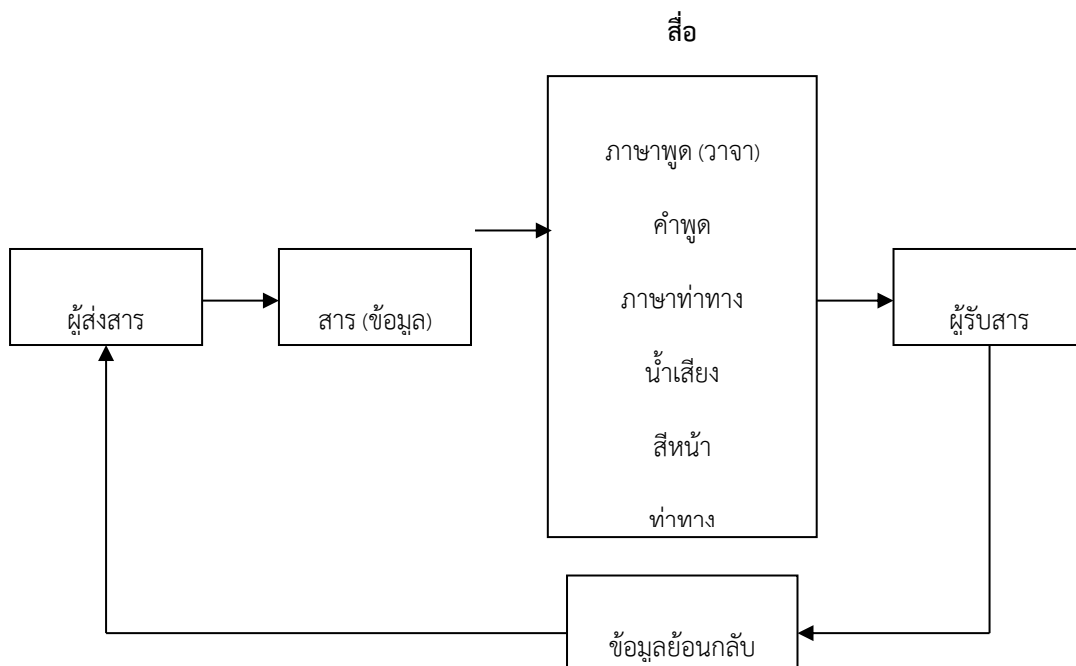 สื่อ
ภาษาพูด (วาจา)
คำพูด
ภาษาท่าทาง
น้ำเสียง
สีหน้า
ท่าทาง
ผู้ส่งสาร
สาร (ข้อมูล)
ผู้รับสาร
ข้อมูลย้อนกลับ